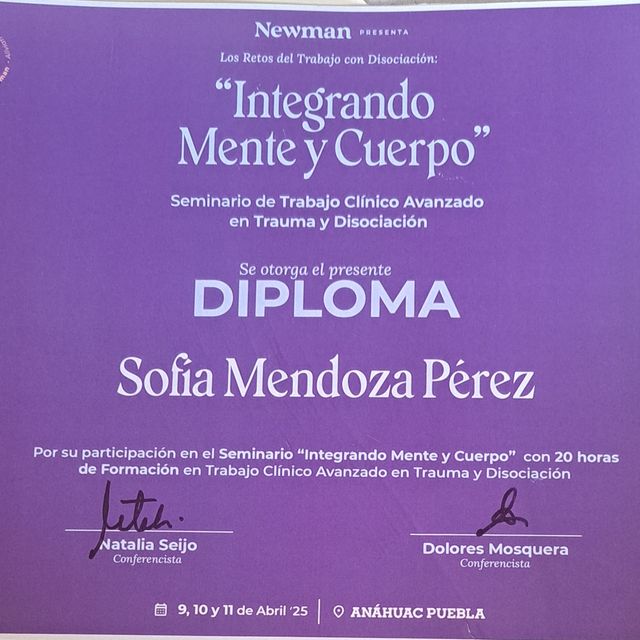 Newman PRESENTA
Los Retos del Trabajo con Disociación:
“Integrando
Mente y Cuerpo”
Seminario de Trabajo Clínico Avanzado
en Trauma y Disociación
Se otorga el presente
DIPLOMA
Sofía Mendoza Pérez
Por su participación en el Seminario “Integrando Mente y Cuerpo” con 20 horas
de Formación en Trabajo Clínico Avanzado en Trauma y Disociación
Natalia Seijo
Conferencista
Dolores Mosquera
Conferencista
9, 10 y 11 de Abril ‘25 | ANÁHUAC PUEBLA